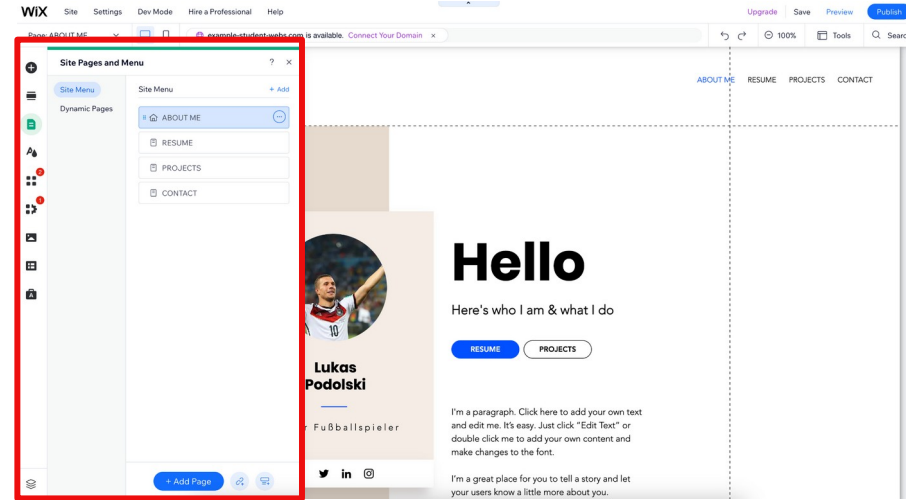 WiX Site Settings Dev Mode Hire a Professional Help Upgrade Save Preview Publish
Page: ABOUT ME example-student-webs.com is available. Connect Your Domain x 100% Tools Searc
Site Pages and Menu ? ×
Site Menu
Dynamic Pages
Site Menu + Add
ABOUT ME
RESUME
PROJECTS
CONTACT
2
1
A
+ Add Page
ABOUT ME RESUME PROJECTS CONTACT
10
Lukas
Podolski
Fußballspieler
in
Hello
Here's who I am & what I do
RESUME PROJECTS
I'm a paragraph. Click here to add your own text
and edit me. It's easy. Just click "Edit Text" or
double click me to add your own content and
make changes to the font.
I'm a great place for you to tell a story and let
your users know a little more about you.